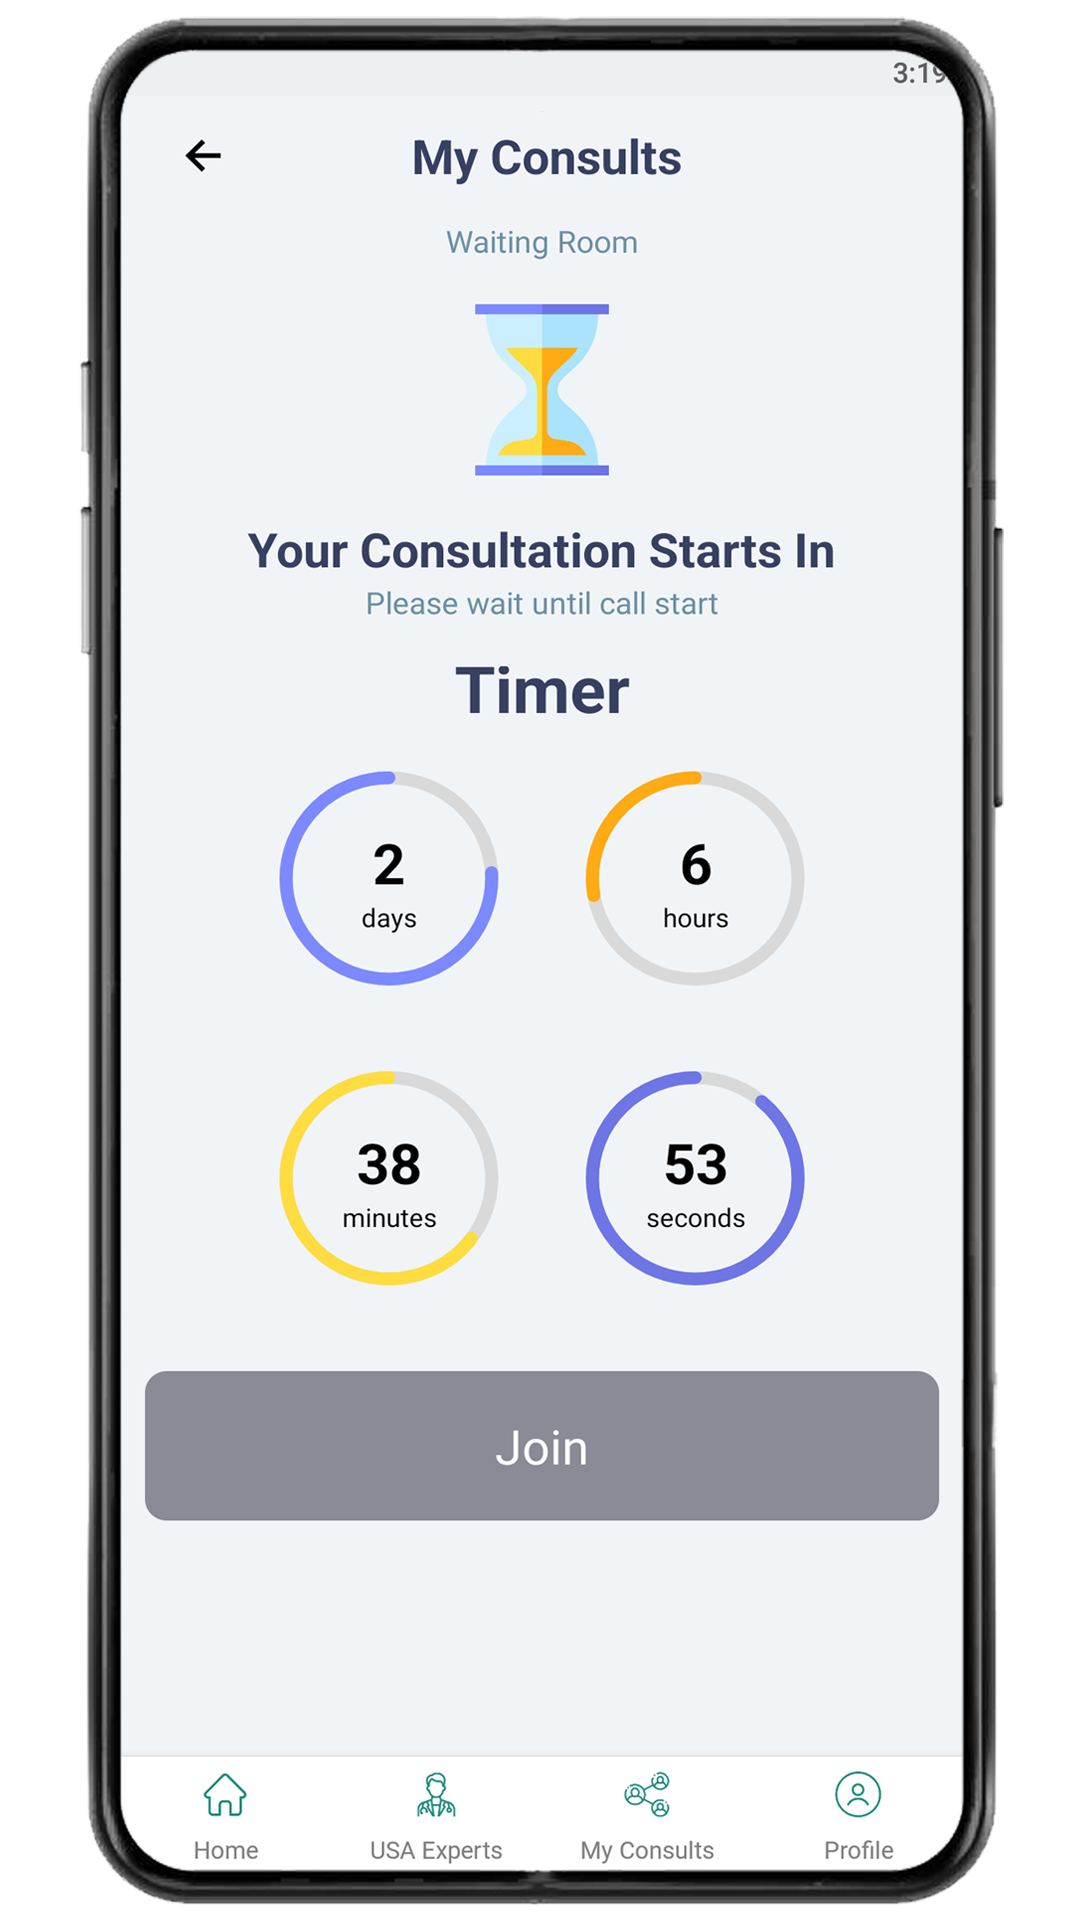 3:19
My Consults
Waiting Room
Your Consultation Starts In
Please wait until call start
Timer
2
days
6
hours
38
minutes
53
seconds
Join
Home
USA Experts
My Consults
Profile